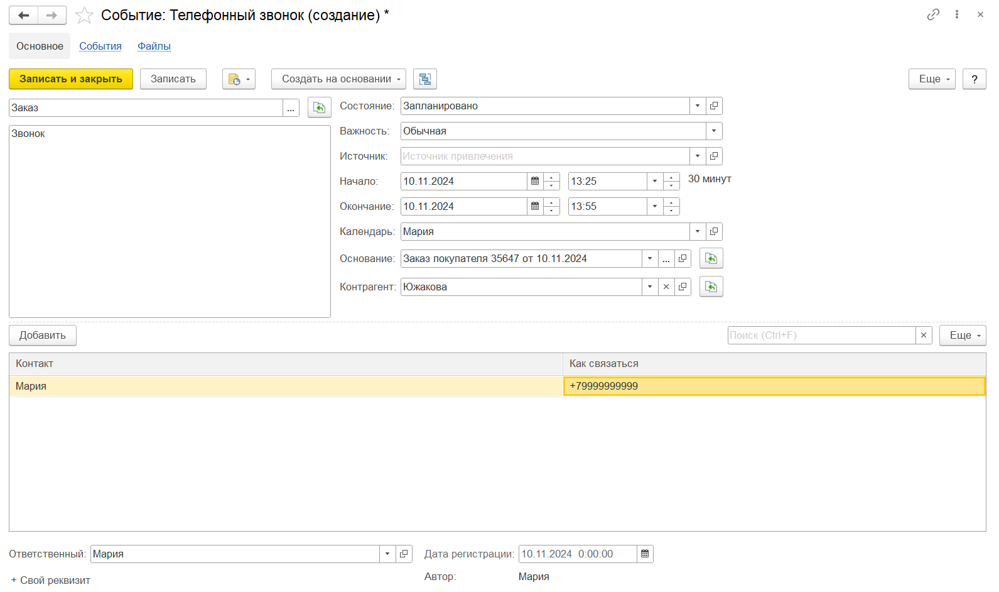 Событие: Телефонный звонок (создание) *
Основное События Файлы
Записать и закрыть Записать Создать на основании Еще ?
Заказ ...
Звонок
Состояние: Запланировано
Важность: Обычная
Источник: Источник привлечения
Начало: 10.11.2024 13:25 30 минут
Окончание: 10.11.2024 13:55
Календарь: Мария
Основание: Заказ покупателя 35647 от 10.11.2024 ...
Контрагент: Южакова
Добавить Поиск (Ctrl+F) Еще
Контакт Как связаться
Мария +79999999999
Ответственный: Мария Дата регистрации: 10.11.2024 0:00:00
+ Свой реквизит Автор: Мария